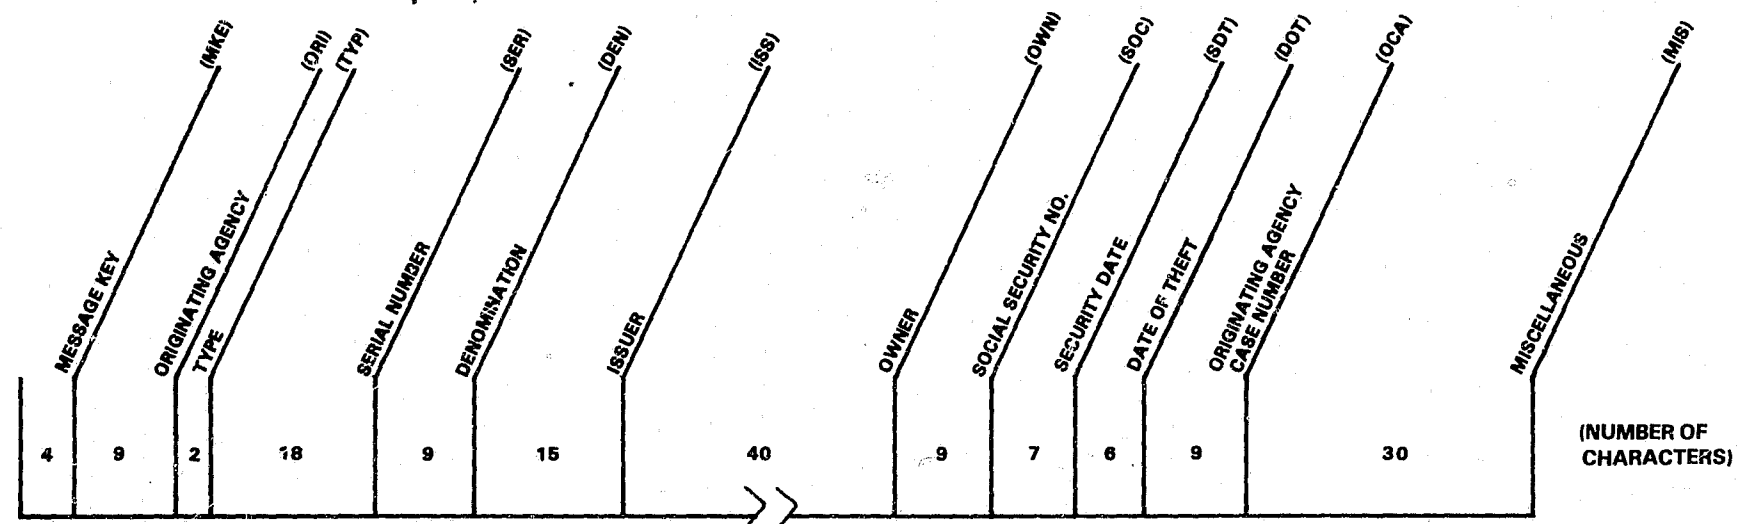 (MKE)
(ORI)
(TYP)
(SER)
(DEN)
(ISS)
(OWN)
(SOC)
(SDT)
(DOT)
(OCA)
(MIS)
MESSAGE KEY
ORIGINATING AGENCY
TYPE
SERIAL NUMBER
DENOMINATION
ISSUER
OWNER
SOCIAL SECURITY NO.
SECURITY DATE
DATE OF THEFT
ORIGINATING AGENCY
CASE NUMBER
MISCELLANEOUS
4 9 2 18 9 15 40 9 7 6 9 30
(NUMBER OF
CHARACTERS)